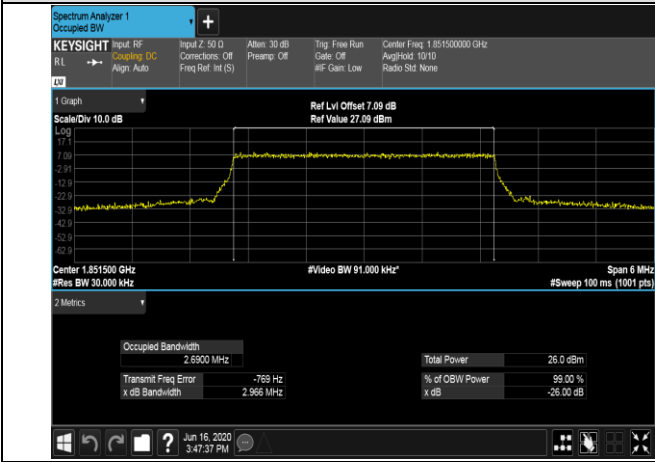 Spectrum Analyzer 1
Occupied BW
+
KEYSIGHT
RL
LXI
Input: RF
Coupling: DC
Align: Auto
Input Z: 50 Ω
Corrections: Off
Freq Ref: Int (S)
Atten: 30 dB
Preamp: Off
Trig: Free Run
Gate: Off
#IF Gain: Low
Center Freq: 1.851500000 GHz
Avg|Hold: 10/10
Radio Std: None
1 Graph
Scale/Div 10.0 dB
Ref Lvl Offset 7.09 dB
Ref Value 27.09 dBm
Log
17.1
7.09
-2.91
-12.9
-22.9
-32.9
-42.9
-52.9
-62.9
Center 1.851500 GHz
#Res BW 30.000 kHz
#Video BW 91.000 kHz*
Span 6 MHz
#Sweep 100 ms (1001 pts)
2 Metrics
Occupied Bandwidth
2.6900 MHz
Total Power 26.0 dBm
Transmit Freq Error -769 Hz
% of OBW Power 99.00 %
x dB Bandwidth 2.966 MHz
x dB -26.00 dB
?
Jun 16, 2020
3:47:37 PM